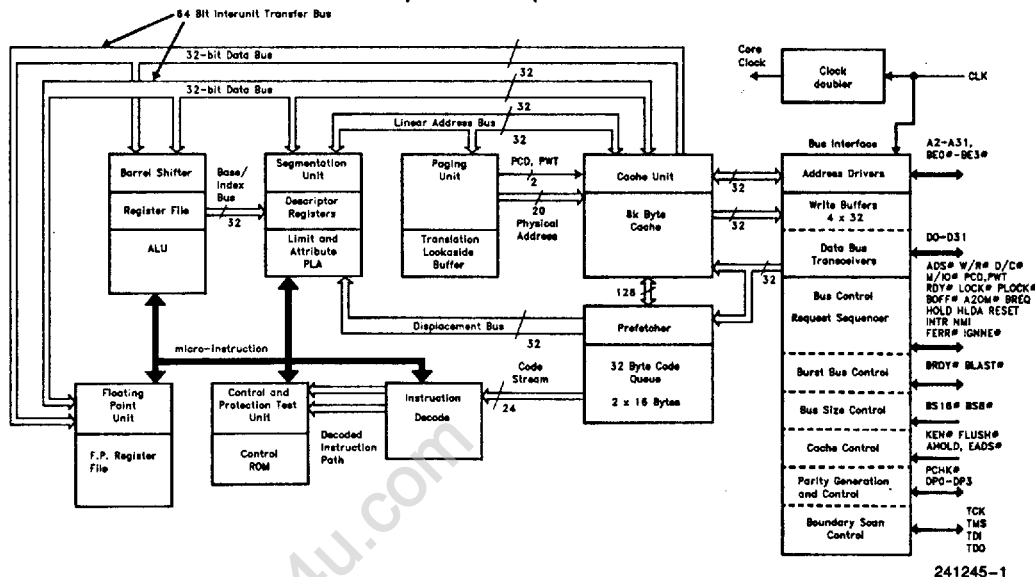 64 Bit Interunit Transfer Bus
32-bit Data Bus
32
32-bit Data Bus
32
Linear Address Bus
32
32
Core Clock
Clock doubler
CLK
Barrel Shifter
Register File
ALU
Base/ Index Bus
32
Segmentation Unit
Descriptor Registers
Limit and Attribute PLA
Paging Unit
Translation Lookaside Buffer
PCD, PWT
2
20
Physical Address
Cache Unit
8k Byte Cache
32
32
32
128
Displacement Bus
32
Prefetcher
32 Byte Code Queue
2 x 16 Bytes
Code Stream
24
micro-instruction
Floating Point Unit
F.P. Register File
Control and Protection Test Unit
Control ROM
Decoded Instruction Path
Instruction Decode
Bus Interface
Address Drivers
Write Buffers 4 x 32
Data Bus Transceivers
Bus Control
Request Sequencer
Burst Bus Control
Bus Size Control
Cache Control
Parity Generation and Control
Boundary Scan Control
A2-A31,
BE0#-BE3#
D0-D31
ADS# W/R# D/C#
M/IO# PCD,PWT
RDY# LOCK# PLOCK#
BOFF# A20M# BREQ
HOLD HLDA RESET
INTR NMI
FERR# IGNNE#
BRDY# BLAST#
BS16# BS8#
KEN# FLUSH#
AHOLD, EADS#
PCHK#
DP0-DP3
TCK
TMS
TDI
TDO
241245-1
4u.com